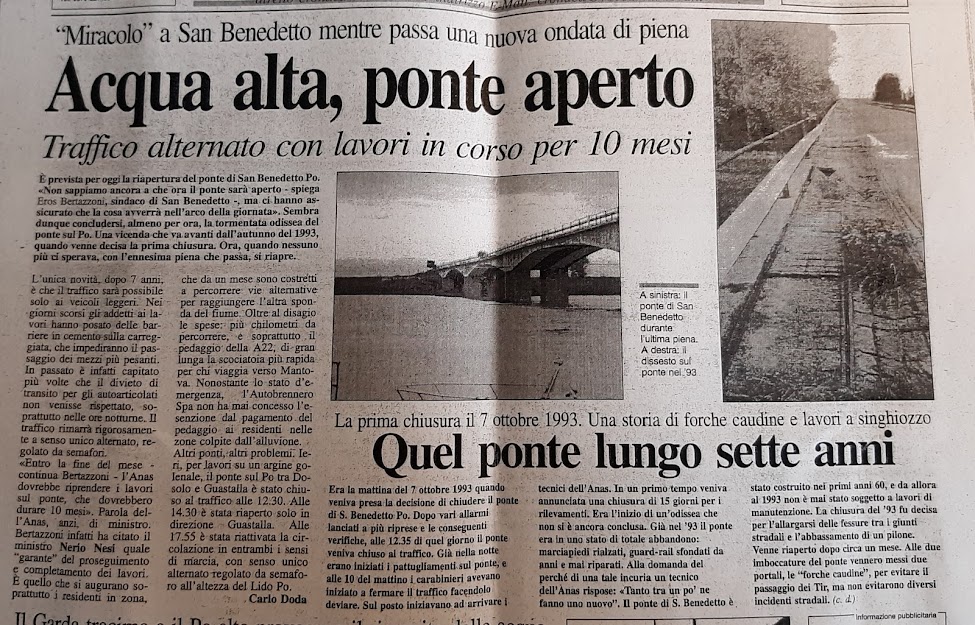 "Miracolo" a San Benedetto mentre passa una nuova ondata di piena
Acqua alta, ponte aperto
Traffico alternato con lavori in corso per 10 mesi
È prevista per oggi la riapertura del ponte di San Benedetto Po.
«Non sappiamo ancora a che ora il ponte sarà aperto - spiega
Eros Bertazzoni, sindaco di San Benedetto -, ma ci hanno as-
sicurato che la cosa avverrà nell'arco della giornata». Sembra
dunque concludersi, almeno per ora, la tormentata odissea del
ponte sul Po. Una vicenda che va avanti dall'autunno del 1993,
quando venne decisa la prima chiusura. Ora, quando nessuno
più ci sperava, con l'ennesima piena che passa, si riapre.
L'unica novità, dopo 7 anni,
è che il traffico sarà possibile
solo ai veicoli leggeri. Nei
giorni scorsi gli addetti ai la-
vori hanno posato delle bar-
riere in cemento sulla carreg-
giata, che impediranno il pas-
saggio dei mezzi più pesanti.
In passato è infatti capitato
più volte che il divieto di
transito per gli autoarticolati
non venisse rispettato, so-
prattutto nelle ore notturne. Il
traffico rimarrà rigorosamen-
te a senso unico alternato, re-
golato da semafori.
«Entro la fine del mese -
continua Bertazzoni - l'Anas
dovrebbe riprendere i lavori
sul ponte, che dovrebbero
durare 10 mesi». Parola del-
l'Anas, anzi, di ministro.
Bertazzoni infatti ha citato il
ministro Nerio Nesi quale
"garante" del proseguimento
e completamento dei lavori.
È quello che si augurano so-
prattutto i residenti in zona,
che da un mese sono costretti
a percorrere vie alternative
per raggiungere l'altra spon-
da del fiume. Oltre al disagio
le spese: più chilometri da
percorrere, e soprattutto il
pedaggio della A22, di gran
lunga la scociatoia più rapida
per chi viaggia verso Manto-
va. Nonostante lo stato d'e-
mergenza, l'Autobrennero
Spa non ha mai concesso l'e-
senzione dal pagamento del
pedaggio ai residenti nelle
zone colpite dall'alluvione.
Altri ponti, altri problemi. Ie-
ri, per lavori su un argine go-
lenale, il ponte sul Po tra Do-
solo e Guastalla è stato chiu-
so al traffico alle 12.30. Alle
14.30 è stata riaperto solo in
direzione Guastalla. Alle
17.55 è stata riattivata la cir-
colazione in entrambi i sensi
di marcia, con senso unico
alternato regolato da semafo-
ro all'altezza del Lido Po.
Carlo Doda
A sinistra: il
ponte di San
Benedetto
durante
l'ultima piena.
A destra: il
dissesto sul
ponte nel '93
La prima chiusura il 7 ottobre 1993. Una storia di forche caudine e lavori a singhiozzo
Quel ponte lungo sette anni
Era la mattina del 7 ottobre 1993 quando
veniva presa la decisione di chiudere il ponte
di S. Benedetto Po. Dopo vari allarmi
lanciati a più riprese e le conseguenti
verifiche, alle 12.35 di quel giorno il ponte
veniva chiuso al traffico. Già nella notte
erano iniziati i pattugliamenti sul ponte, e
alle 10 del mattino i carabinieri avevano
iniziato a fermare il traffico facendolo
deviare. Sul posto iniziavano ad arrivare i
tecnici dell'Anas. In un primo tempo veniva
annunciata una chiusura di 15 giorni per i
rilevamenti. Era l'inizio di un'odissea che
non si è ancora conclusa. Già nel '93 il ponte
era in uno stato di totale abbandono:
marciapiedi rialzati, guard-rail sfondati da
anni e mai riparati. Alla domanda del
perché di una tale incuria un tecnico
dell'Anas rispose: «Tanto tra un po' ne
fanno uno nuovo". Il ponte di S. Benedetto è
stato costruito nei primi anni 60, e da allora
al 1993 non è mai stato soggetto a lavori di
manutenzione. La chiusura del '93 fu decisa
per l'allargarsi delle fessure tra i giunti
stradali e l'abbassamento di un pilone.
Venne riaperto dopo circa un mese. Alle due
imboccature del ponte vennero messi due
portali, le "forche caudine", per evitare il
passaggio dei Tir, ma non evitarono diversi
incidenti stradali. (c. d.)
Informazione pubblicitaria